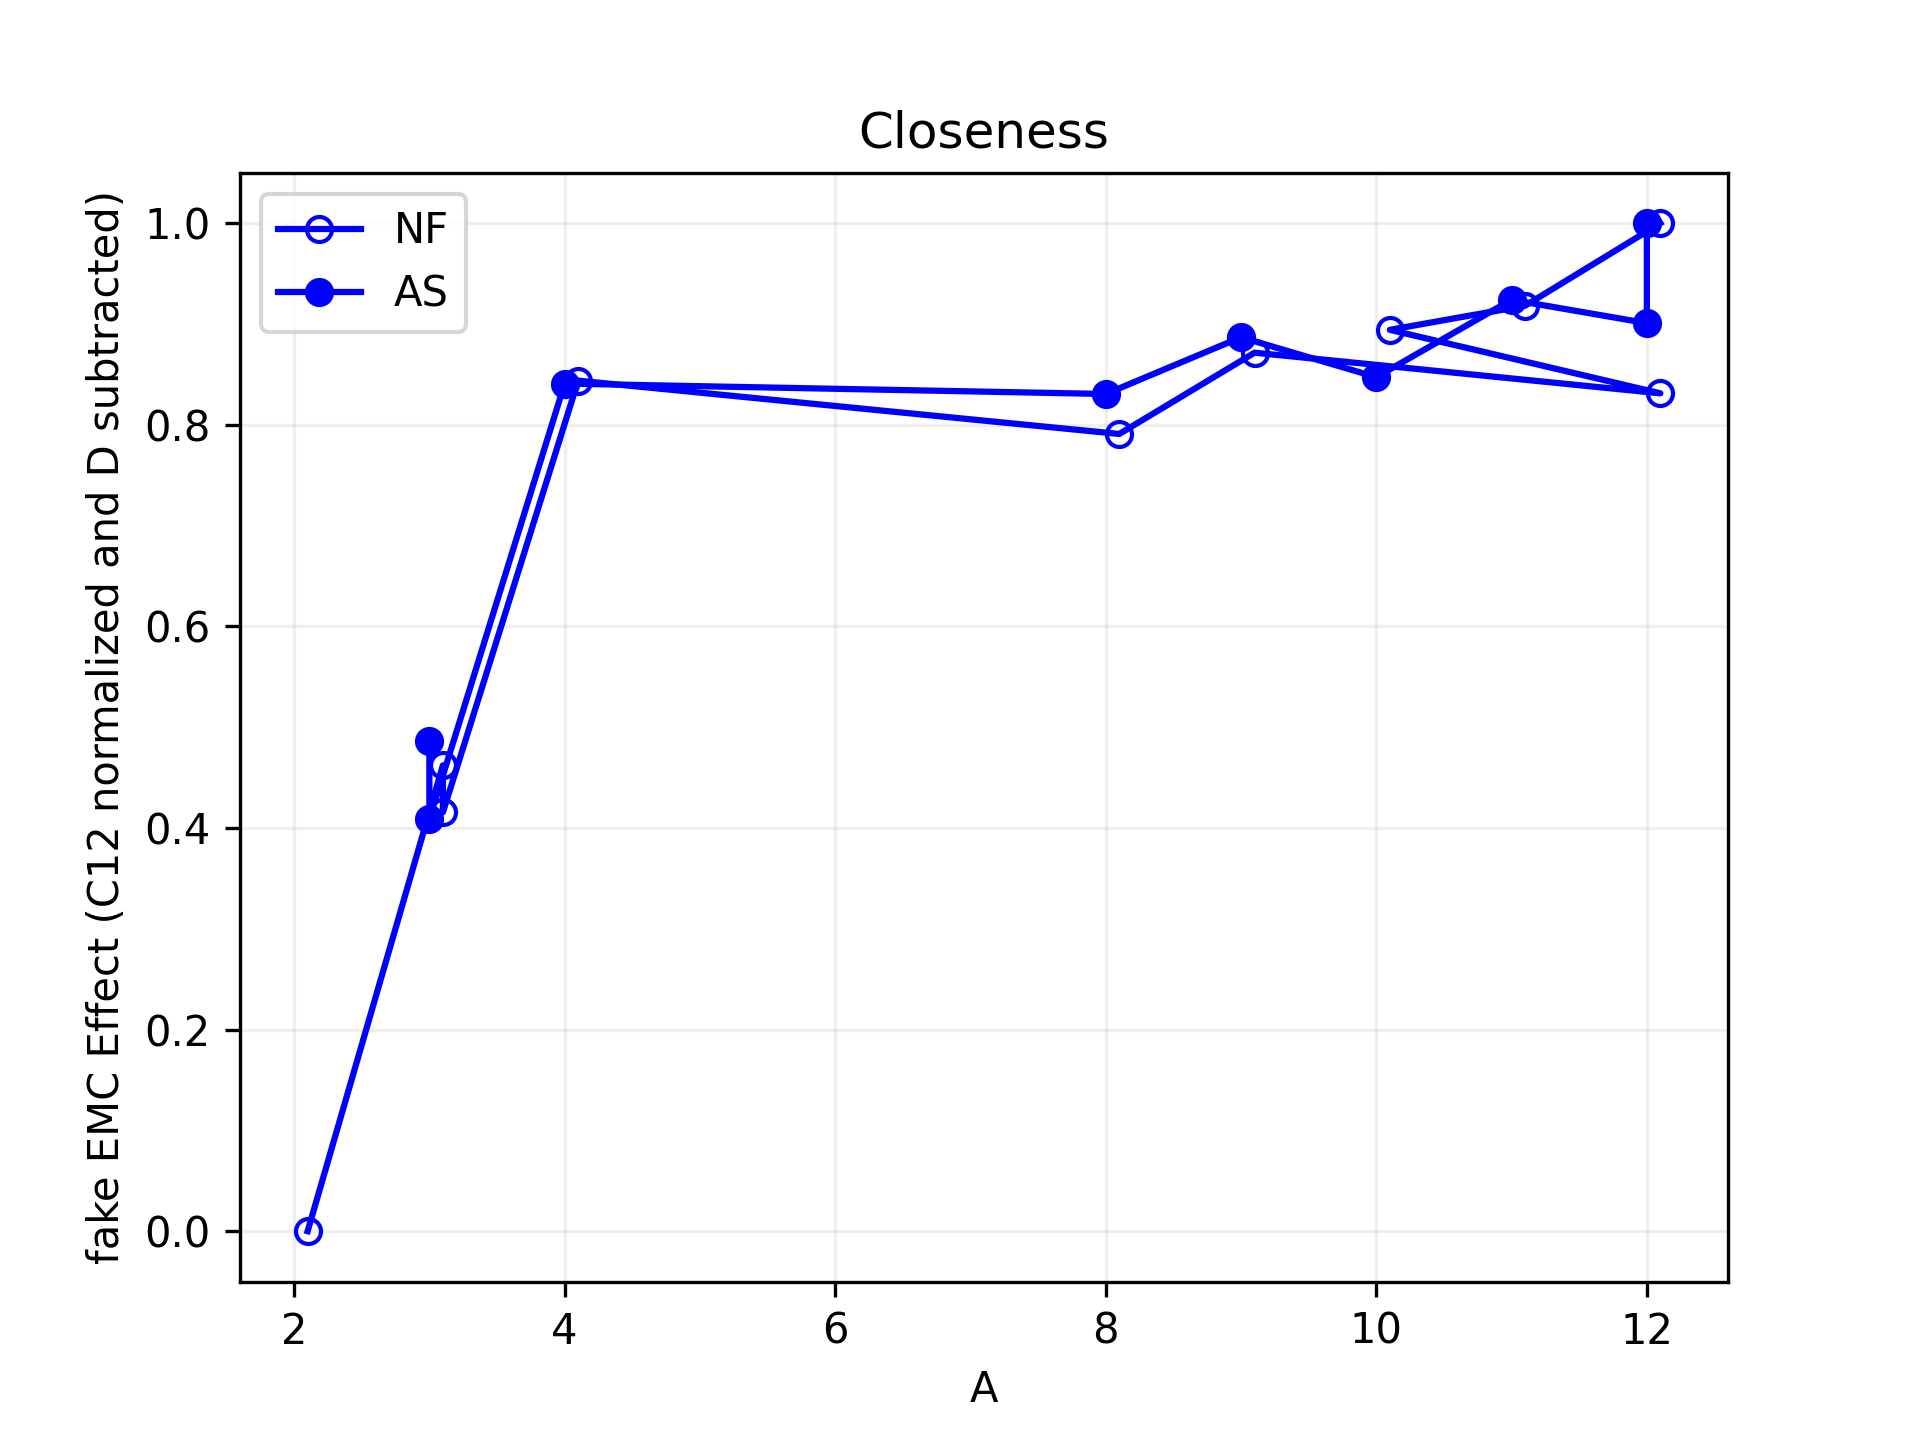 Closeness
NF
AS
fake EMC Effect (C12 normalized and D subtracted)
1.0
0.8
0.6
0.4
0.2
0.0
2 4 6 8 10 12
A